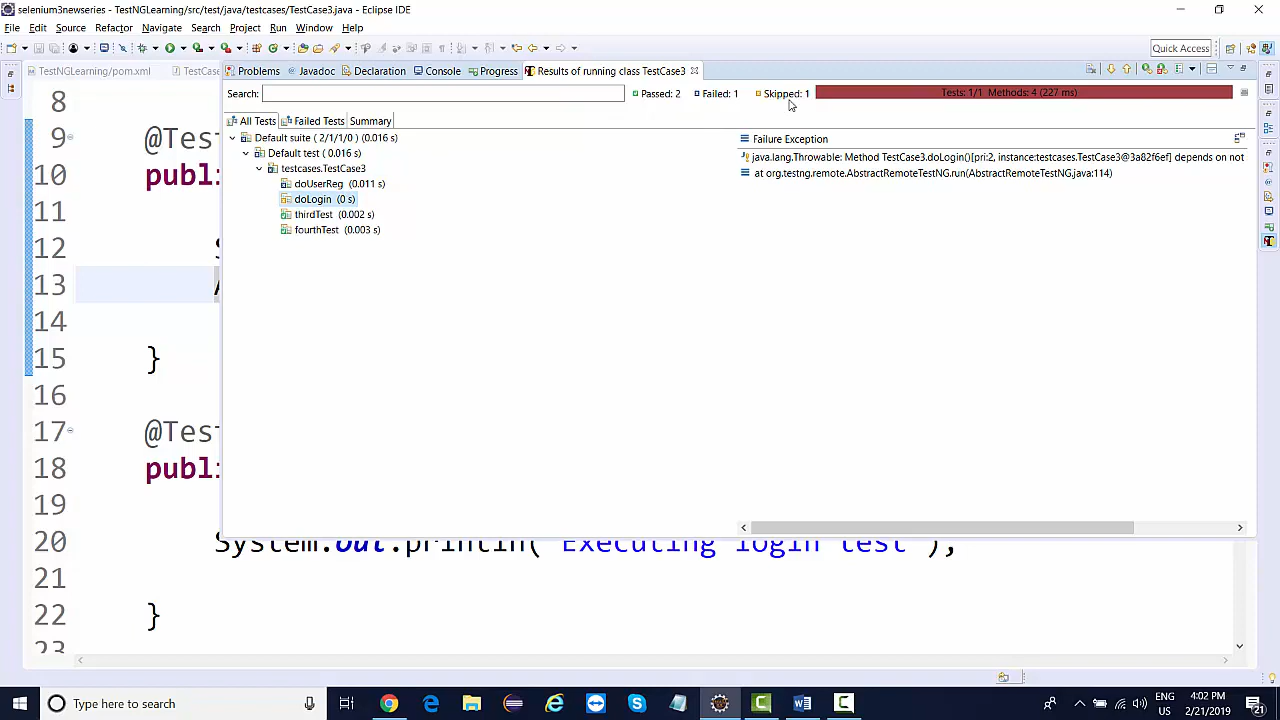 selenium3newseries - TestNGLearning/src/test/java/testcases/TestCase3.java - Eclipse IDE
File Edit Source Refactor Navigate Search Project Run Window Help
Quick Access
TestNGLearning/pom.xml TestCas
Problems Javadoc Declaration Console Progress Results of running class TestCase3
Search: Passed: 2 Failed: 1 Skipped: 1 Tests: 1/1 Methods: 4 (227 ms)
All Tests Failed Tests Summary
Default suite ( 2/1/1/0 ) (0.016 s)
Default test ( 0.016 s)
testcases.TestCase3
doUserReg (0.011 s)
doLogin (0 s)
thirdTest (0.002 s)
fourthTest (0.003 s)
Failure Exception
java.lang.Throwable: Method TestCase3.doLogin()[pri:2, instance:testcases.TestCase3@3a82f6ef] depends on not
at org.testng.remote.AbstractRemoteTestNG.run(AbstractRemoteTestNG.java:114)
8
9 @Tes
10 publi
11
12 S
13 A
14
15 }
16
17 @Tes
18 publi
19
20 System.out.println("Executing login test");
21
22 }
23
Type here to search
ENG
US
4:02 PM
2/21/2019
21